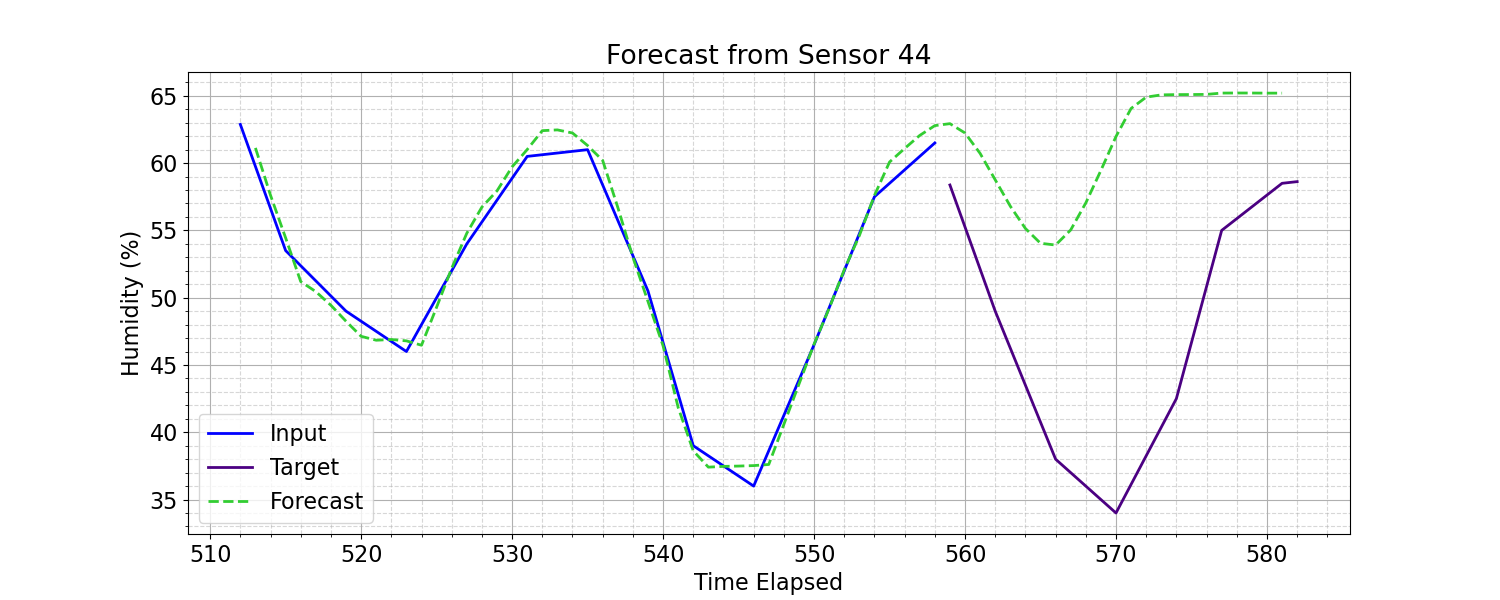 Forecast from Sensor 44
Humidity (%)
65
60
55
50
45
40
35
Input
Target
Forecast
510 520 530 540 550 560 570 580
Time Elapsed